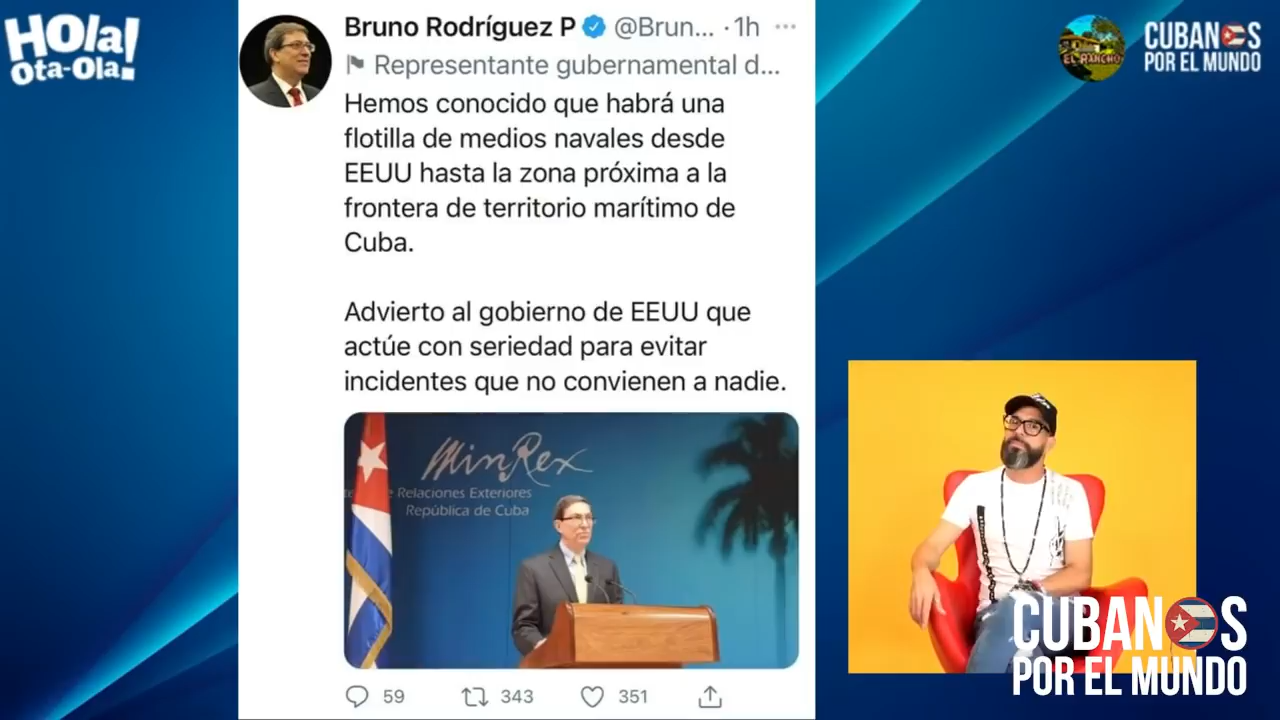 HOla!
Ota-Ola!
Bruno Rodríguez P @Brun... · 1h
Representante gubernamental d...
Hemos conocido que habrá una
flotilla de medios navales desde
EEUU hasta la zona próxima a la
frontera de territorio marítimo de
Cuba.
Advierto al gobierno de EEUU que
actúe con seriedad para evitar
incidentes que no convienen a nadie.
MinRex
de Relaciones Exteriores
República de Cuba
59 343 351
EL RANCHO
CUBANOS
POR EL MUNDO
CUBANOS
POR EL MUNDO